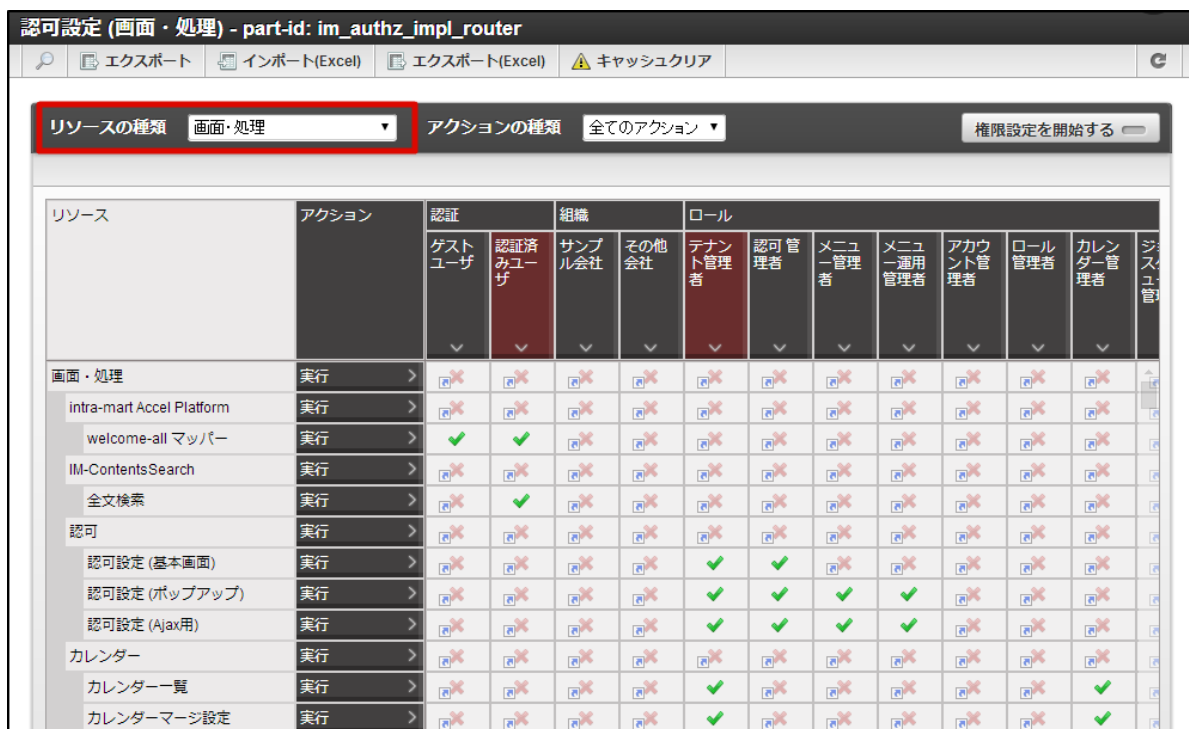 認可設定 (画面・処理) - part-id: im_authz_impl_router
エクスポート インポート(Excel) エクスポート(Excel) キャッシュクリア
リソースの種類 画面・処理 アクションの種類 全てのアクション 権限設定を開始する
リソース アクション 認証 組織 ロール
ゲストユーザ 認証済みユーザ サンプル会社 その他会社 テナント管理者 認可 管理者 メニュー管理者 メニュー運用管理者 アカウント管理者 ロール管理者 カレンダー管理者
画面・処理 実行
intra-mart Accel Platform 実行
welcome-all マッパー 実行
IM-ContentsSearch 実行
全文検索 実行
認可 実行
認可設定 (基本画面) 実行
認可設定 (ポップアップ) 実行
認可設定 (Ajax用) 実行
カレンダー 実行
カレンダー一覧 実行
カレンダーマージ設定 実行